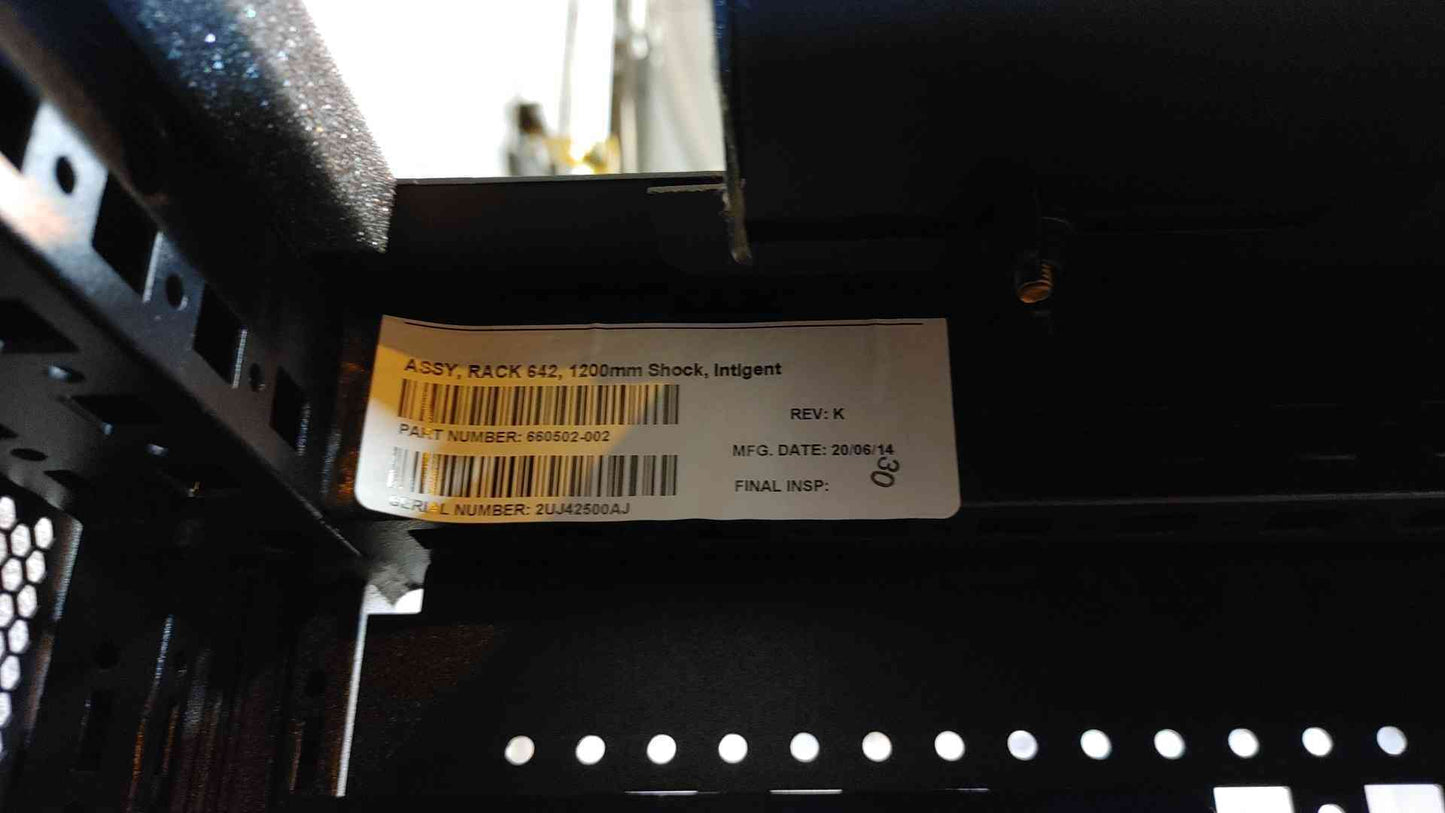 ASSY, RACK 642, 1200mm Shock, Intlgent
REV: K
PART NUMBER: 660502-002
MFG. DATE: 20/06/14
30
FINAL INSP:
SERIAL NUMBER: 2UJ42500AJ